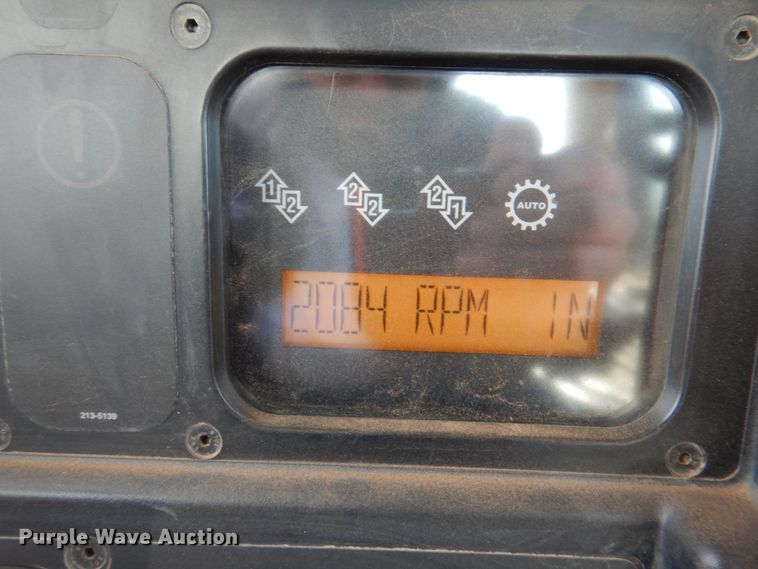 1 2
2 2
2 1
AUTO
2084 RPM 1N
213-5139
Purple Wave Auction